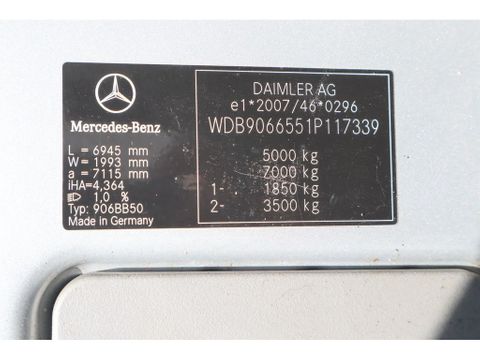 DAIMLER AG
e1*2007/46*0296
WDB9066551P117339
5000 kg
7000 kg
1- 1850 kg
2- 3500 kg
Mercedes-Benz
L = 6945 mm
W = 1993 mm
a = 7115 mm
iHA=4,364
1,0 %
Typ: 906BB50
Made in Germany